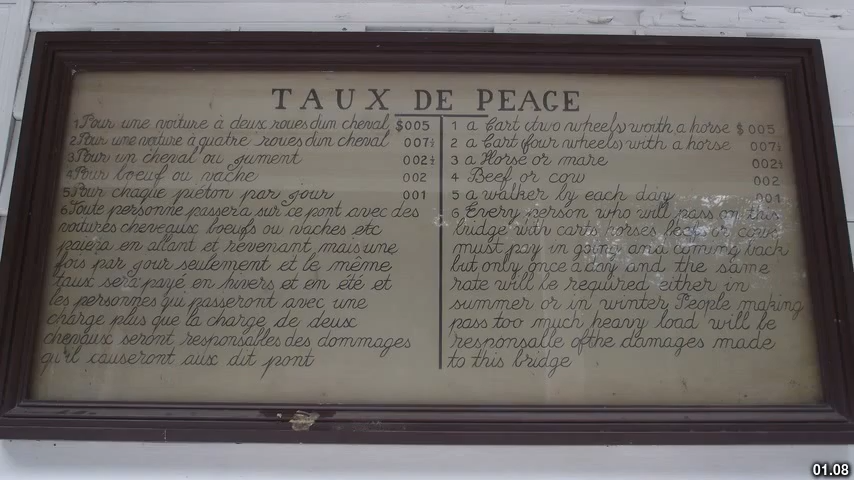 TAUX DE PEAGE
1 Pour une voiture à deux roues dum cheval $005
2 Pour une voiture à quatre roues dum cheval 007½
3 Pour un cheval ou jument 002½
4 Pour boeuf ou vache 002
5 Pour chaque piéton par jour 001
6 Toute personne passera sur ce pont avec des
voitures cheveaux boeufs ou vaches etc
paiera en allant et revenant, mais une
fois par jour seulement et le même
taux sera payé en hivers et en été et
les personnes qui passeront avec une
charge plus que la charge de deux
chevaux seront responsables des dommages
qu'il causeront aux dit pont
1 a Cart (two wheels) worth a horse $005
2 a Cart (four wheels) with a horse 007½
3 a Horse or mare 002½
4 Beef or cow 002
5 a walker by each day 001
6 Every person who will pass on this
bridge with carts horses beef or cow
must pay in going and coming back
but only once a day and the same
rate will be required either in
summer or in winter. People making
pass too much heavy load will be
responsalle of the damages made
to this bridge
01.08